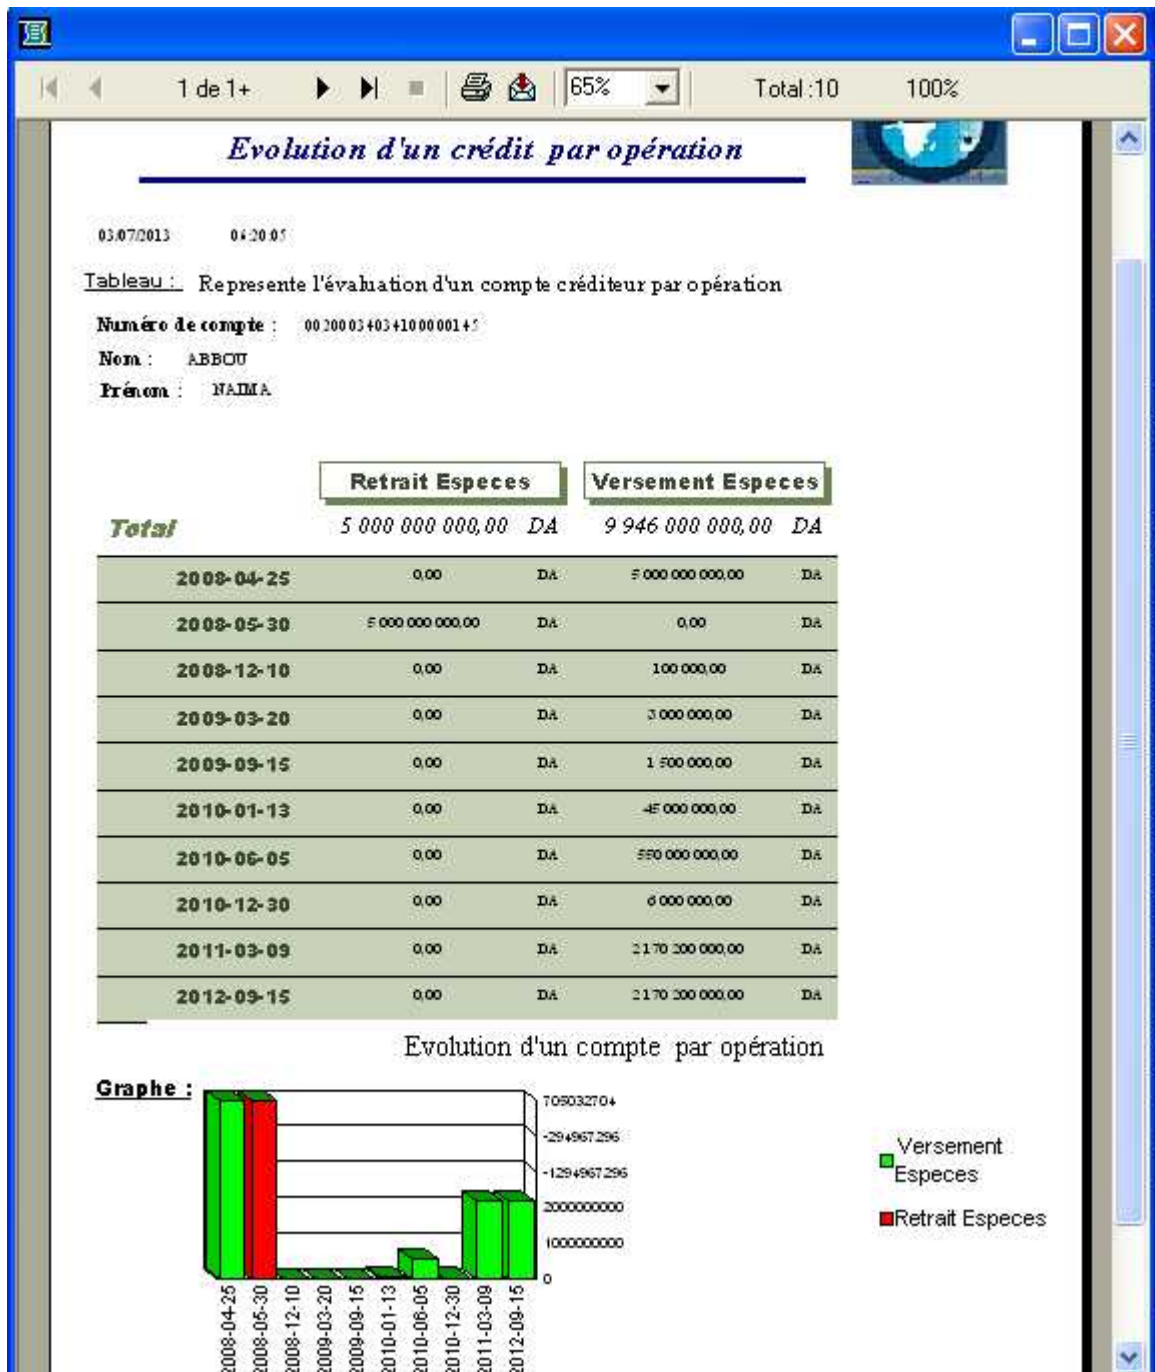 1 de 1+ 65% Total :10 100%
Evolution d'un crédit par opération
03/07/2013 04:20:05
Tableau : Represente l'évaluation d'un compte créditeur par opération
Numéro de compte :
Nom : ABBOU
Prénom : NAIMA
Retrait Especes Versement Especes
Total 5 000 000 000,00 DA 9 946 000 000,00 DA
2008-04-25 0,00 DA 5 000 000 000,00 DA
2008-05-30 5 000 000 000,00 DA 0,00 DA
2008-12-10 0,00 DA 100 000,00 DA
2009-03-20 0,00 DA 3 000 000,00 DA
2009-09-15 0,00 DA 1 500 000,00 DA
2010-01-13 0,00 DA 45 000 000,00 DA
2010-06-05 0,00 DA 550 000 000,00 DA
2010-12-30 0,00 DA 6 000 000,00 DA
2011-03-09 0,00 DA 2 170 200 000,00 DA
2012-09-15 0,00 DA 2 170 200 000,00 DA
Evolution d'un compte par opération
Graphe :
705032704
-294967296
-1294967296
2000000000
1000000000
0
Versement
Especes
Retrait Especes
2008-04-25
2008-05-30
2008-12-10
2009-03-20
2009-09-15
2010-01-13
2010-06-05
2010-12-30
2011-03-09
2012-09-15